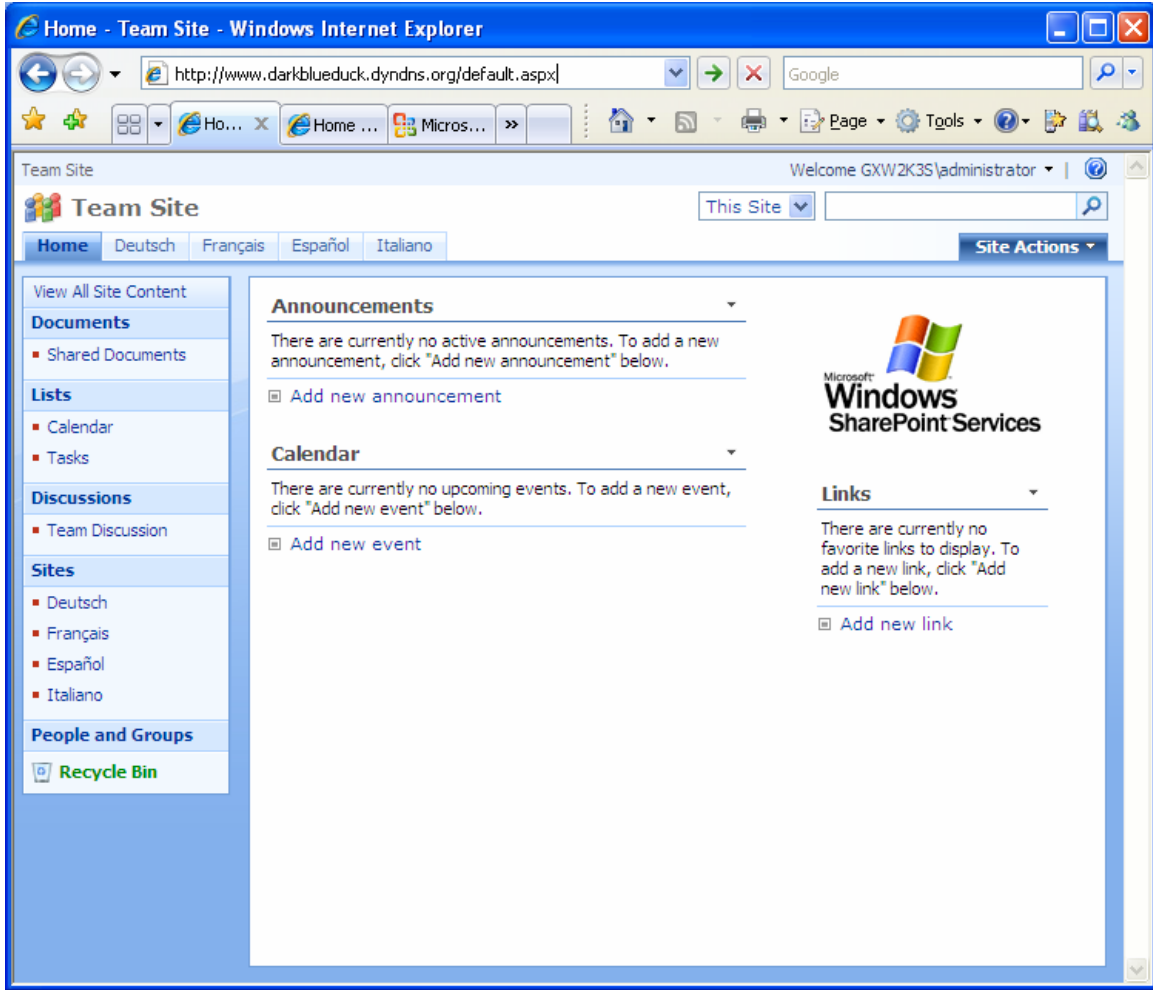 Home - Team Site - Windows Internet Explorer
http://www.darkblueduck.dyndns.org/default.aspx
Google
Ho...
Home ...
Micros...
»
Page
Tools
Team Site
Welcome GXW2K3S\administrator
|
Team Site
This Site
Home
Deutsch
Français
Español
Italiano
Site Actions
View All Site Content
Documents
Shared Documents
Lists
Calendar
Tasks
Discussions
Team Discussion
Sites
Deutsch
Français
Español
Italiano
People and Groups
Recycle Bin
Announcements
There are currently no active announcements. To add a new
announcement, click "Add new announcement" below.
Add new announcement
Calendar
There are currently no upcoming events. To add a new event,
click "Add new event" below.
Add new event
Microsoft
Windows
SharePoint Services
Links
There are currently no
favorite links to display. To
add a new link, click "Add
new link" below.
Add new link